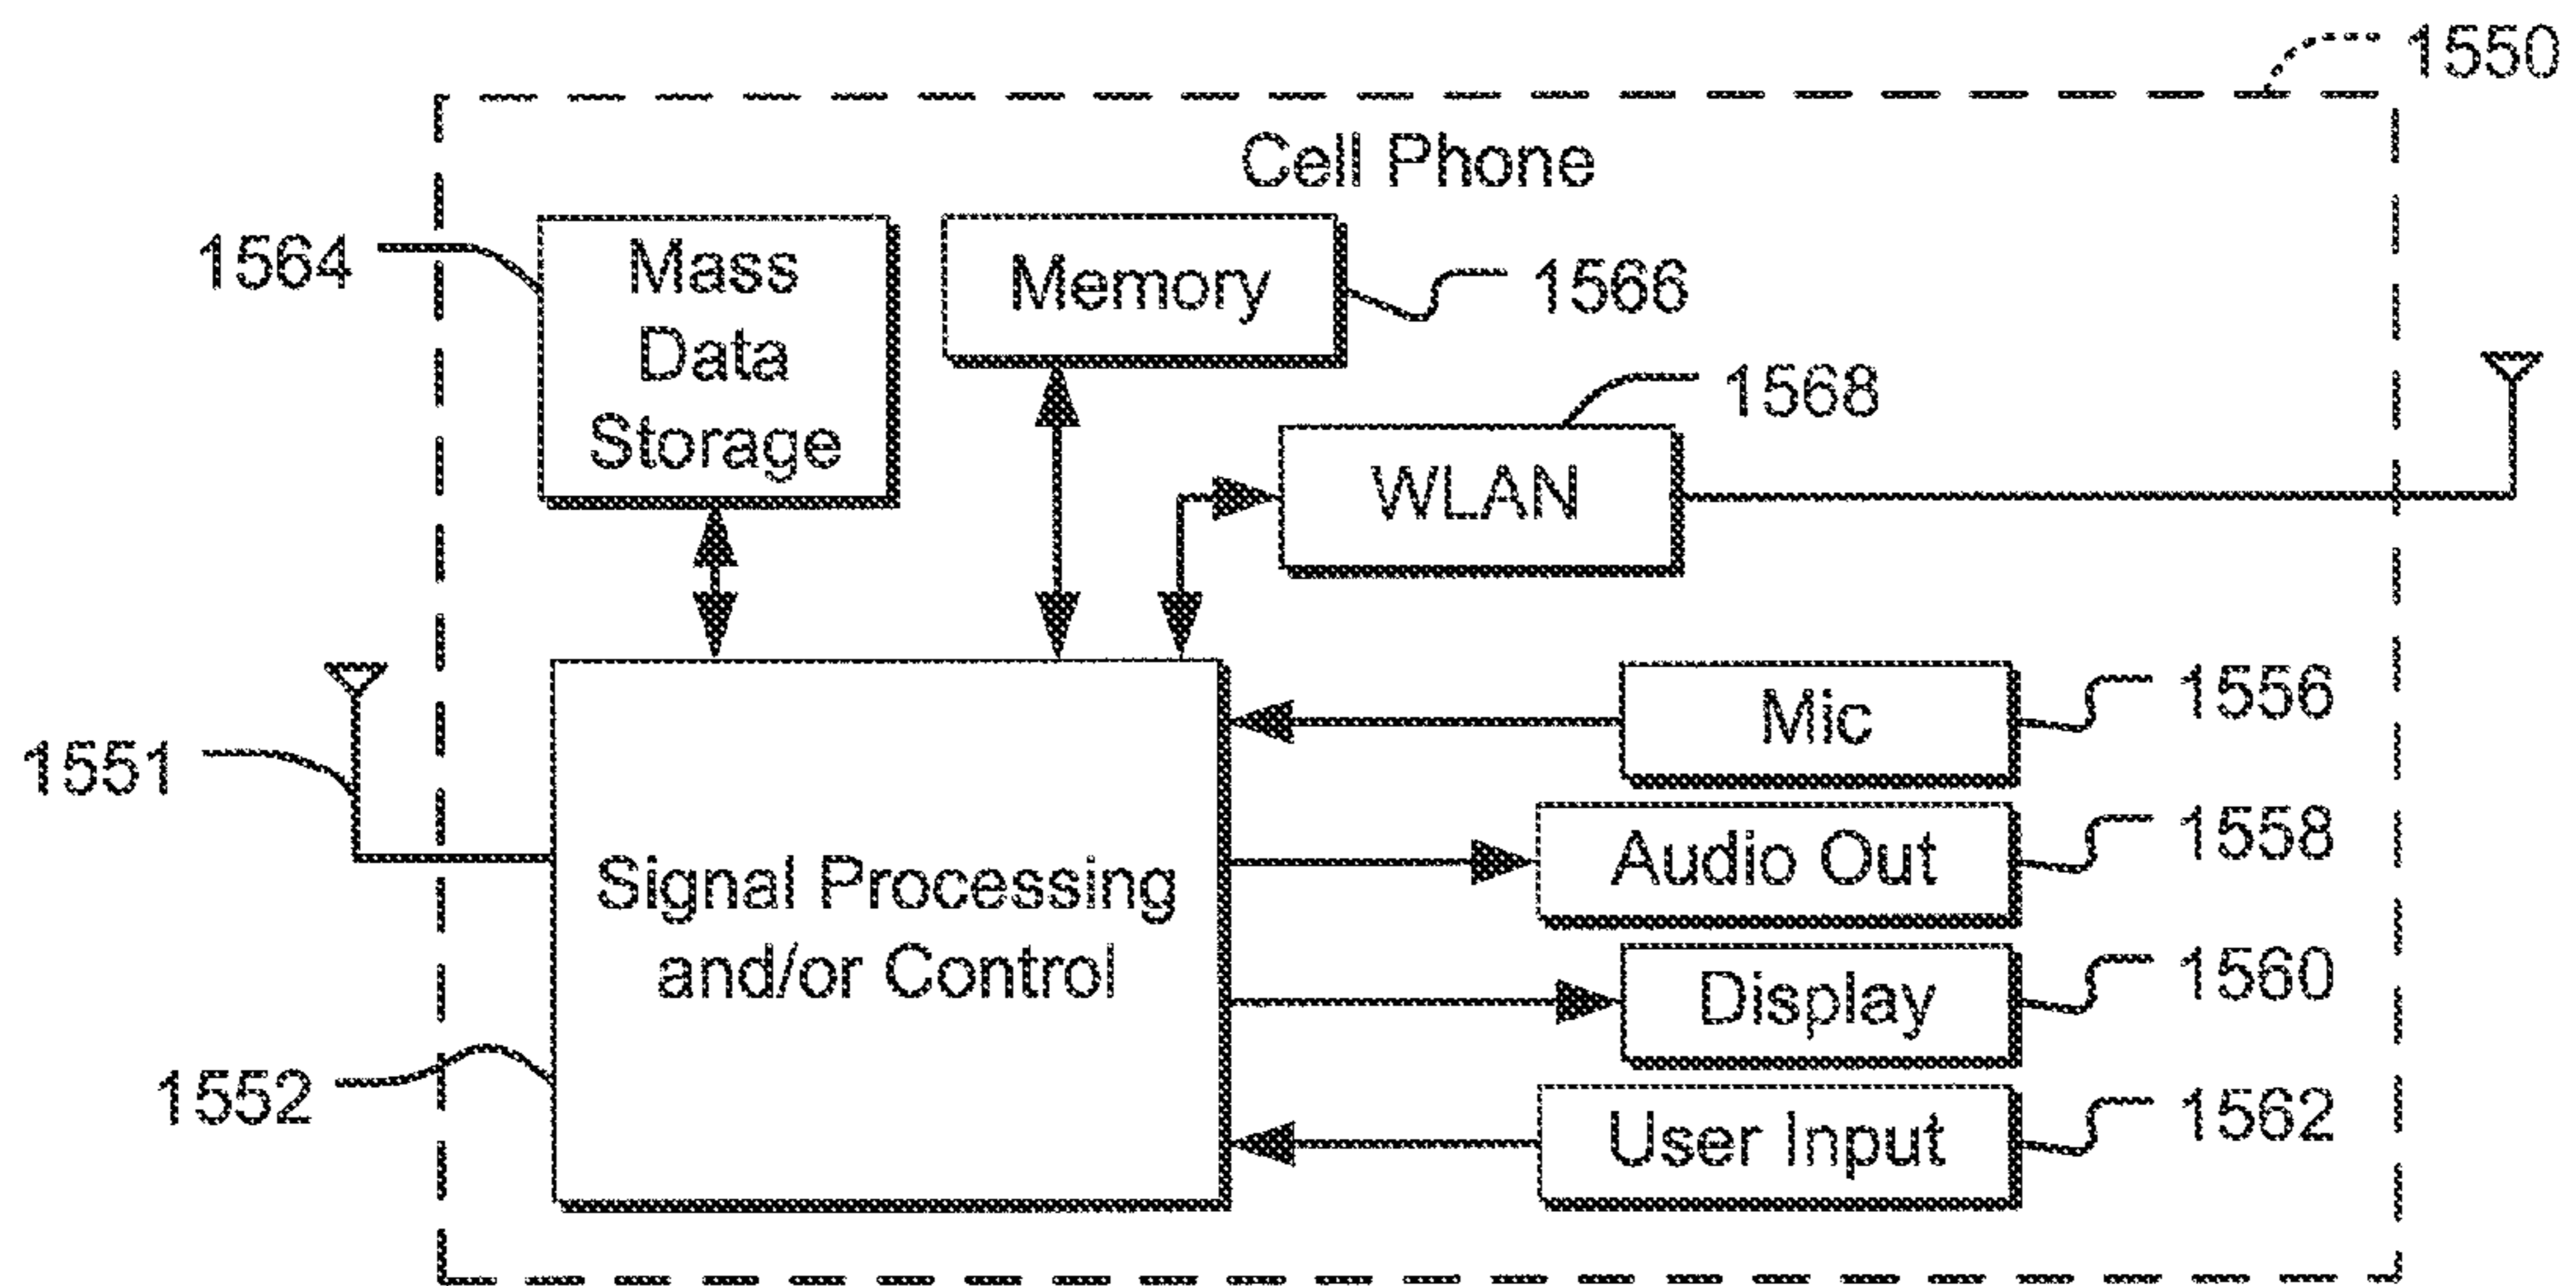 1550
Cell Phone
1564
Mass
Data
Storage
Memory
1566
1568
WLAN
1551
Signal Processing
and/or Control
1552
Mic
1556
Audio Out
1558
Display
1560
User Input
1562